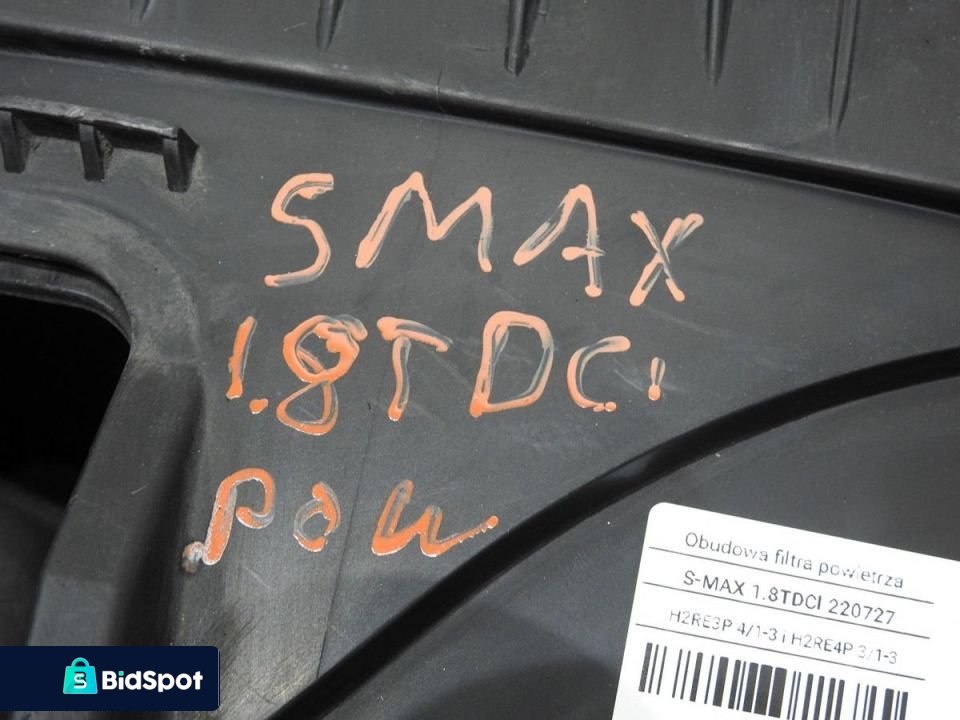 SMAX
1.8TDCi
POW
Obudowa filtra powietrza
S-MAX 1.8TDCI 220727
H2RE3P 4/1-3 i H2RE4P 3/1-3
BidSpot